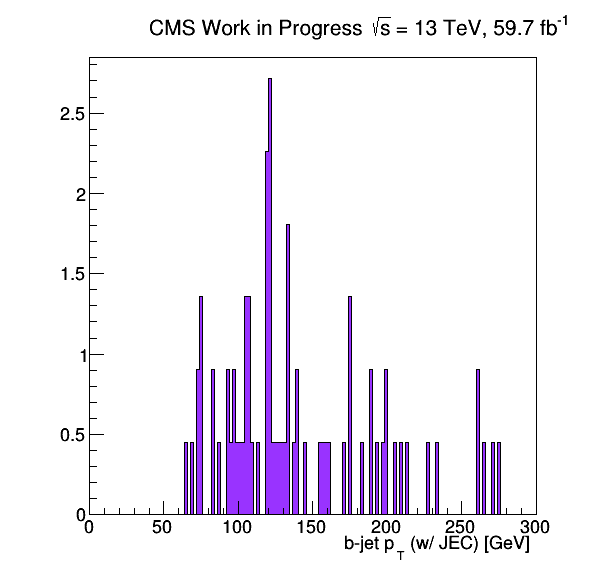 CMS Work in Progress √s = 13 TeV, 59.7 fb⁻¹
2.5
2
1.5
1
0.5
0
0 50 100 150 200 250 300
b-jet p_T (w/ JEC) [GeV]